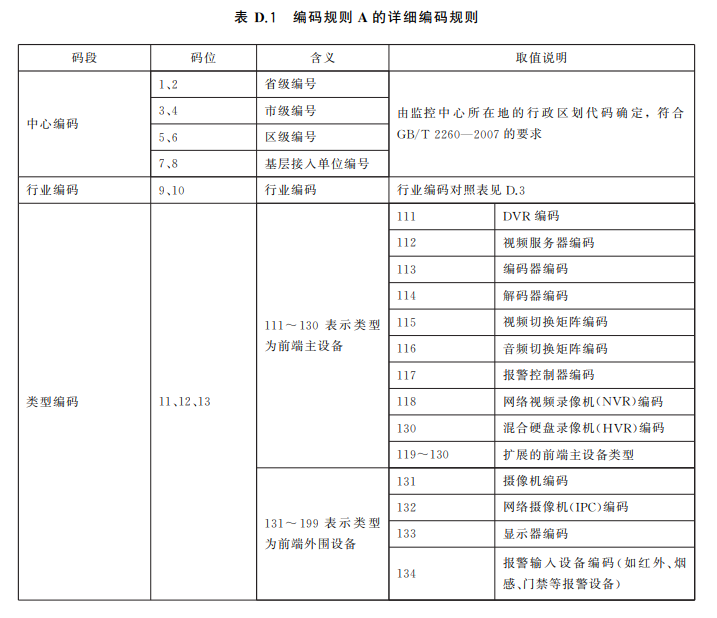 表 D.1 编码规则 A 的详细编码规则
码段 码位 含义 取值说明
中心编码
1、2 省级编号
3、4 市级编号
5、6 区级编号
7、8 基层接入单位编号
由监控中心所在地的行政区划代码确定，符合
GB/T 2260—2007 的要求
行业编码 9、10 行业编码 行业编码对照表见 D.3
类型编码 11、12、13
111～130 表示类型
为前端主设备
111 DVR 编码
112 视频服务器编码
113 编码器编码
114 解码器编码
115 视频切换矩阵编码
116 音频切换矩阵编码
117 报警控制器编码
118 网络视频录像机(NVR)编码
130 混合硬盘录像机(HVR)编码
119～130 扩展的前端主设备类型
131～199 表示类型
为前端外围设备
131 摄像机编码
132 网络摄像机(IPC)编码
133 显示器编码
134 报警输入设备编码(如红外、烟
感、门禁等报警设备)